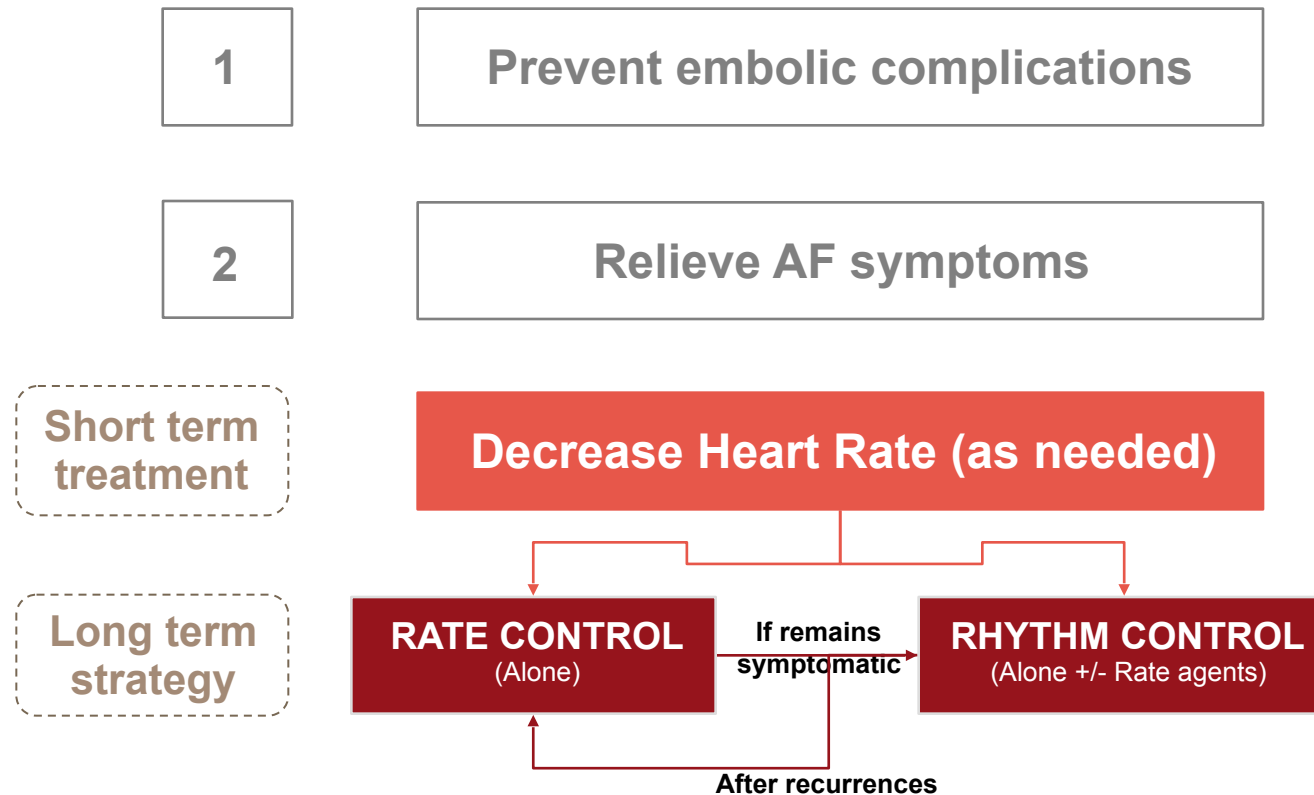 1
Prevent embolic complications
2
Relieve AF symptoms
Short term
treatment
Decrease Heart Rate (as needed)
Long term
strategy
RATE CONTROL
(Alone)
If remains
symptomatic
RHYTHM CONTROL
(Alone +/- Rate agents)
After recurrences